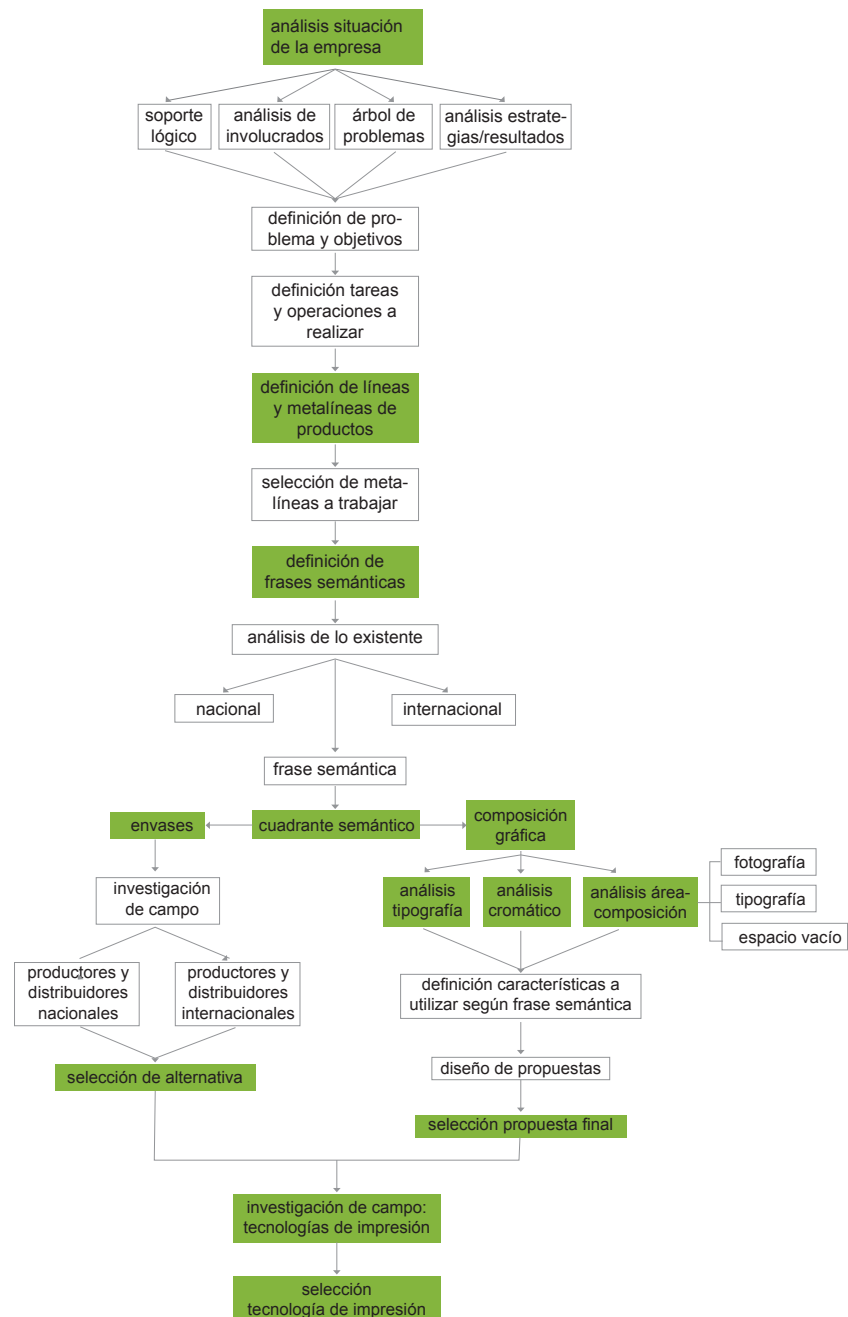 análisis situación
de la empresa
soporte
lógico
análisis de
involucrados
árbol de
problemas
análisis estrate-
gias/resultados
definición de pro-
blema y objetivos
definición tareas
y operaciones a
realizar
definición de líneas
y metalíneas de
productos
selección de meta-
líneas a trabajar
definición de
frases semánticas
análisis de lo existente
nacional
internacional
frase semántica
envases
cuadrante semántico
composición
gráfica
investigación
de campo
análisis
tipografía
análisis
cromático
análisis área-
composición
fotografía
tipografía
espacio vacío
productores y
distribuidores
nacionales
productores y
distribuidores
internacionales
definición características a
utilizar según frase semántica
selección de alternativa
diseño de propuestas
selección propuesta final
investigación de campo:
tecnologías de impresión
selección
tecnología de impresión